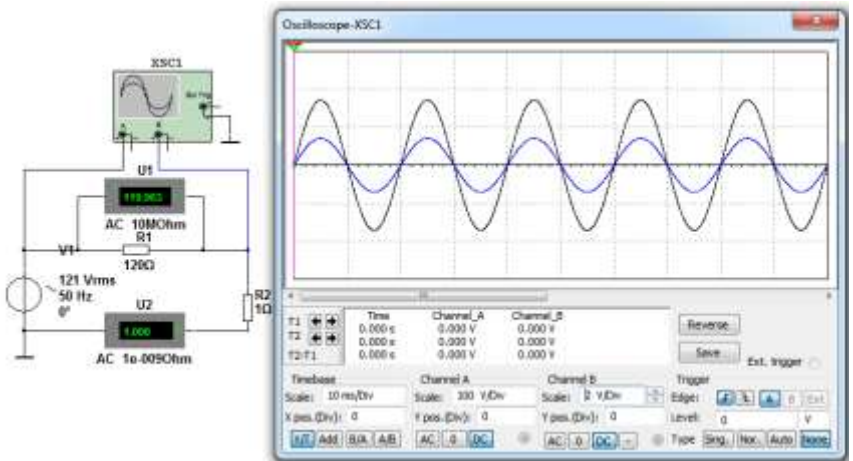 Oscilloscope-XSC1
XSC1
Ext Trig
U1
AC 10MOhm
R1
V1
120Ω
121 Vrms
50 Hz
0°
U2
1.000
AC 1e-009Ohm
R2
1Ω
T1
T2
T2-T1
Time Channel_A Channel_B
0.000 s 0.000 V 0.000 V
0.000 s 0.000 V 0.000 V
0.000 s 0.000 V 0.000 V
Reverse
Save
Ext. trigger
Timebase Channel A Channel B Trigger
Scale: 10 ms/Div Scale: 100 V/Div Scale: 2 V/Div Edge: A B Ext
X pos.(Div): 0 Y pos.(Div): 0 Y pos.(Div): 0 Level: 0 V
Y/T Add B/A A/B AC 0 DC AC 0 DC - Type Sing. Nor. Auto None